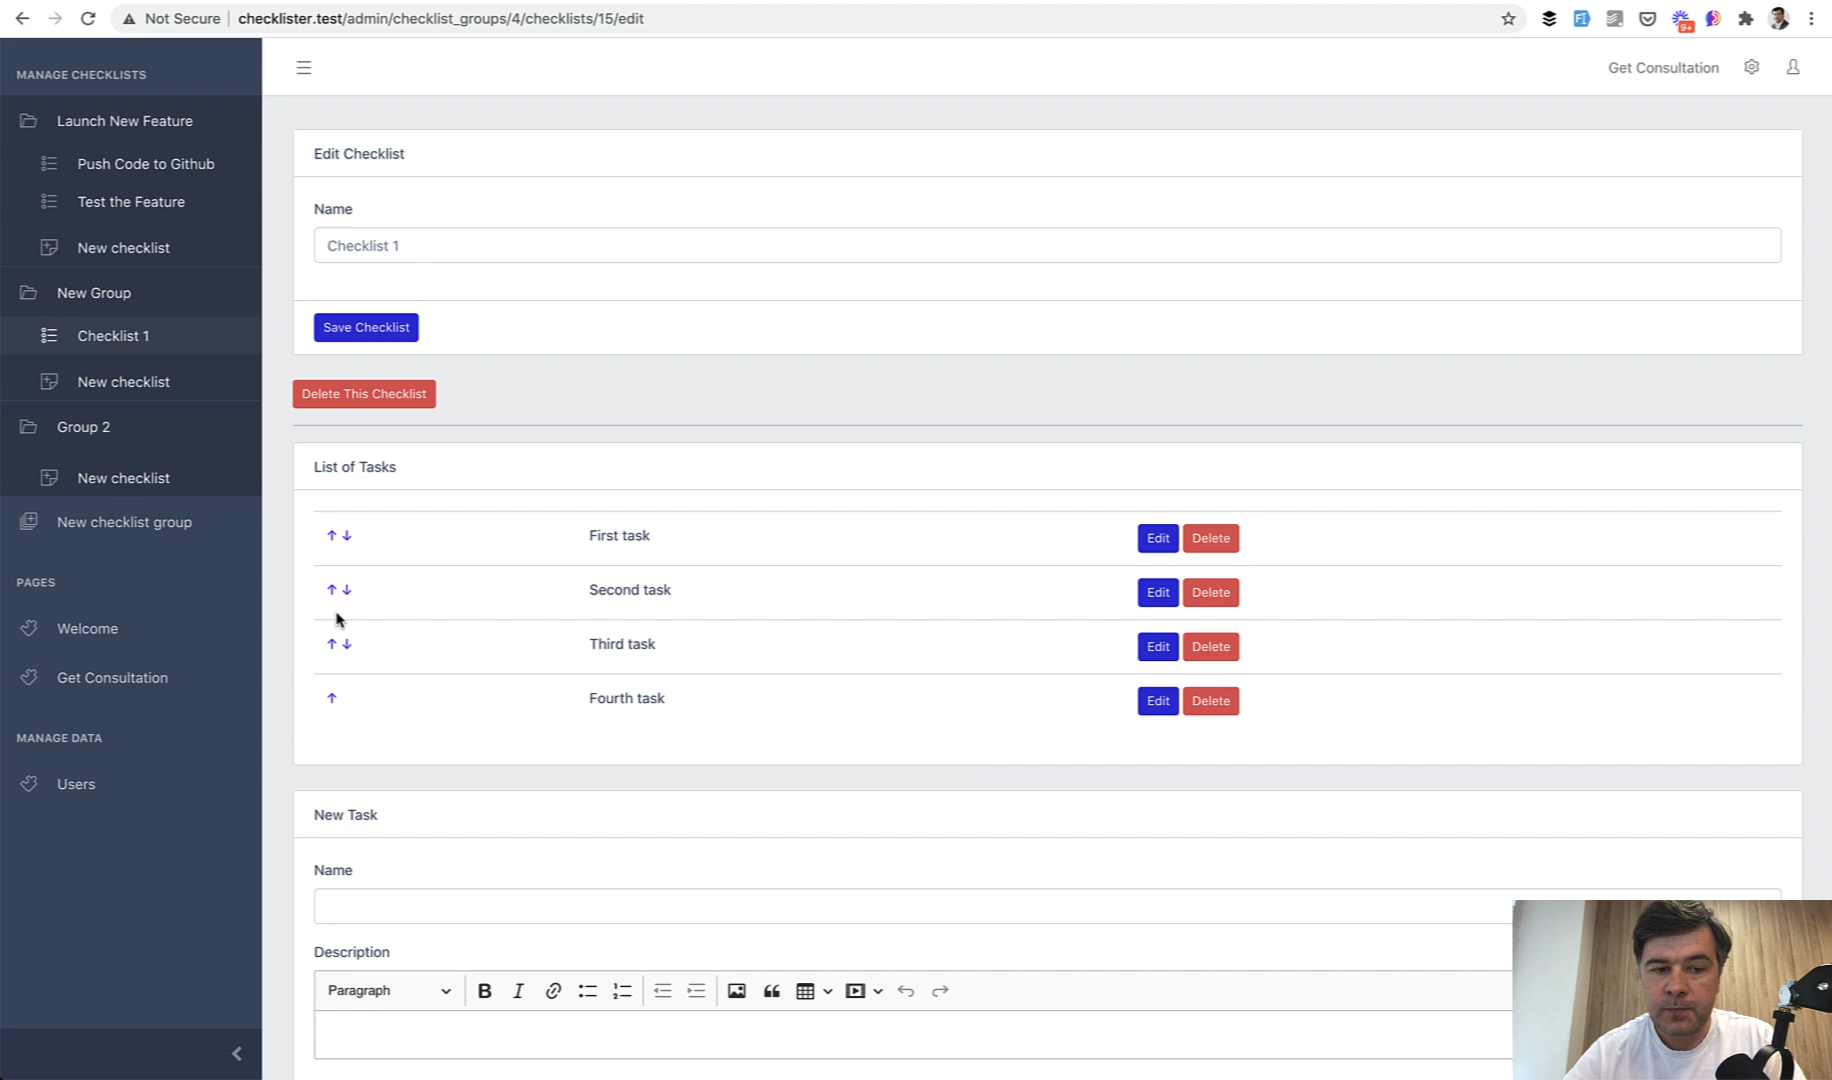 Not Secure
checklister.test/admin/checklist_groups/4/checklists/15/edit
9+
MANAGE CHECKLISTS
Launch New Feature
Push Code to Github
Test the Feature
New checklist
New Group
Checklist 1
New checklist
Group 2
New checklist
New checklist group
PAGES
Welcome
Get Consultation
MANAGE DATA
Users
Get Consultation
Edit Checklist
Name
Checklist 1
Save Checklist
Delete This Checklist
List of Tasks
First task Edit Delete
Second task Edit Delete
Third task Edit Delete
Fourth task Edit Delete
New Task
Name
Description
Paragraph B I